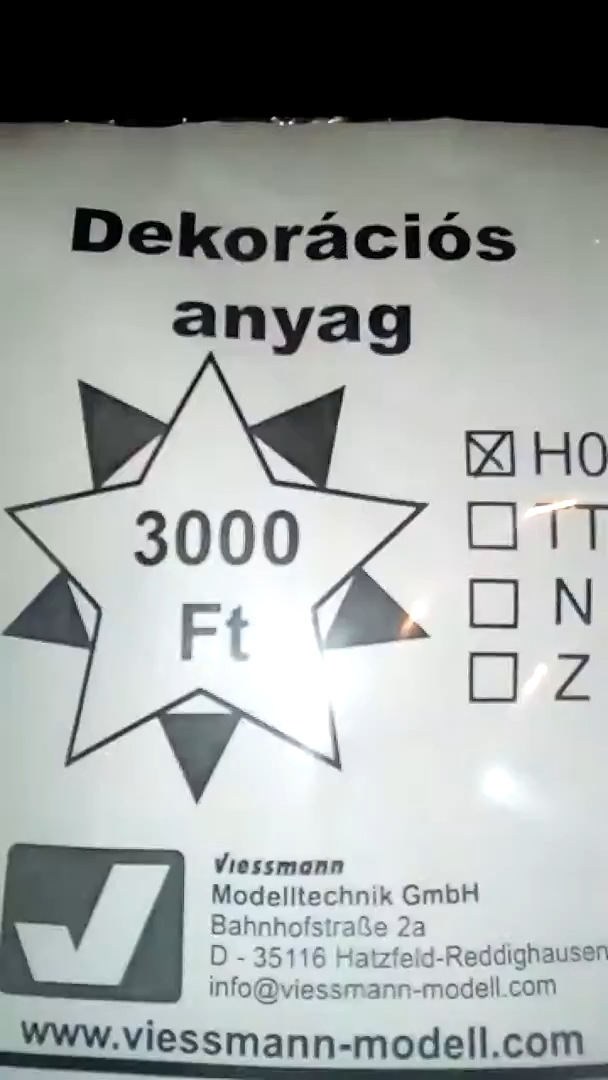 Dekorációs
anyag
3000
Ft
H0
TT
N
Z
Viessmann
Modelltechnik GmbH
Bahnhofstraße 2a
D - 35116 Hatzfeld-Reddighausen
info@viessmann-modell.com
www.viessmann-modell.com